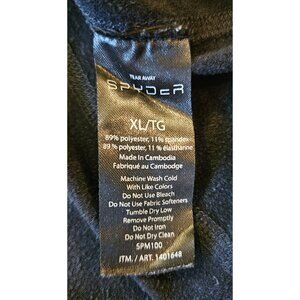 TEAR AWAY
SPYDER
XL/TG
89% polyester, 11% spandex
89 % polyester, 11 % élasthanne
Made in Cambodia
Fabriqué au Cambodge
Machine Wash Cold
With Like Colors
Do Not Use Bleach
Do Not Use Fabric Softeners
Tumble Dry Low
Remove Promptly
Do Not Iron
Do Not Dry Clean
SPM100
ITM. / ART. 1401648